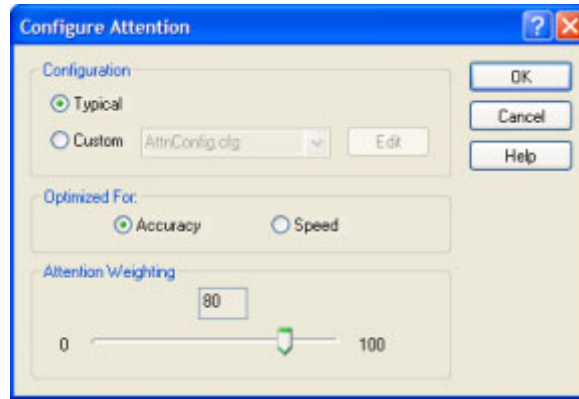 Configure Attention
Configuration
Typical
Custom AttnConfig.cfg Edit
OK
Cancel
Help
Optimized For:
Accuracy Speed
Attention Weighting
80
0 100